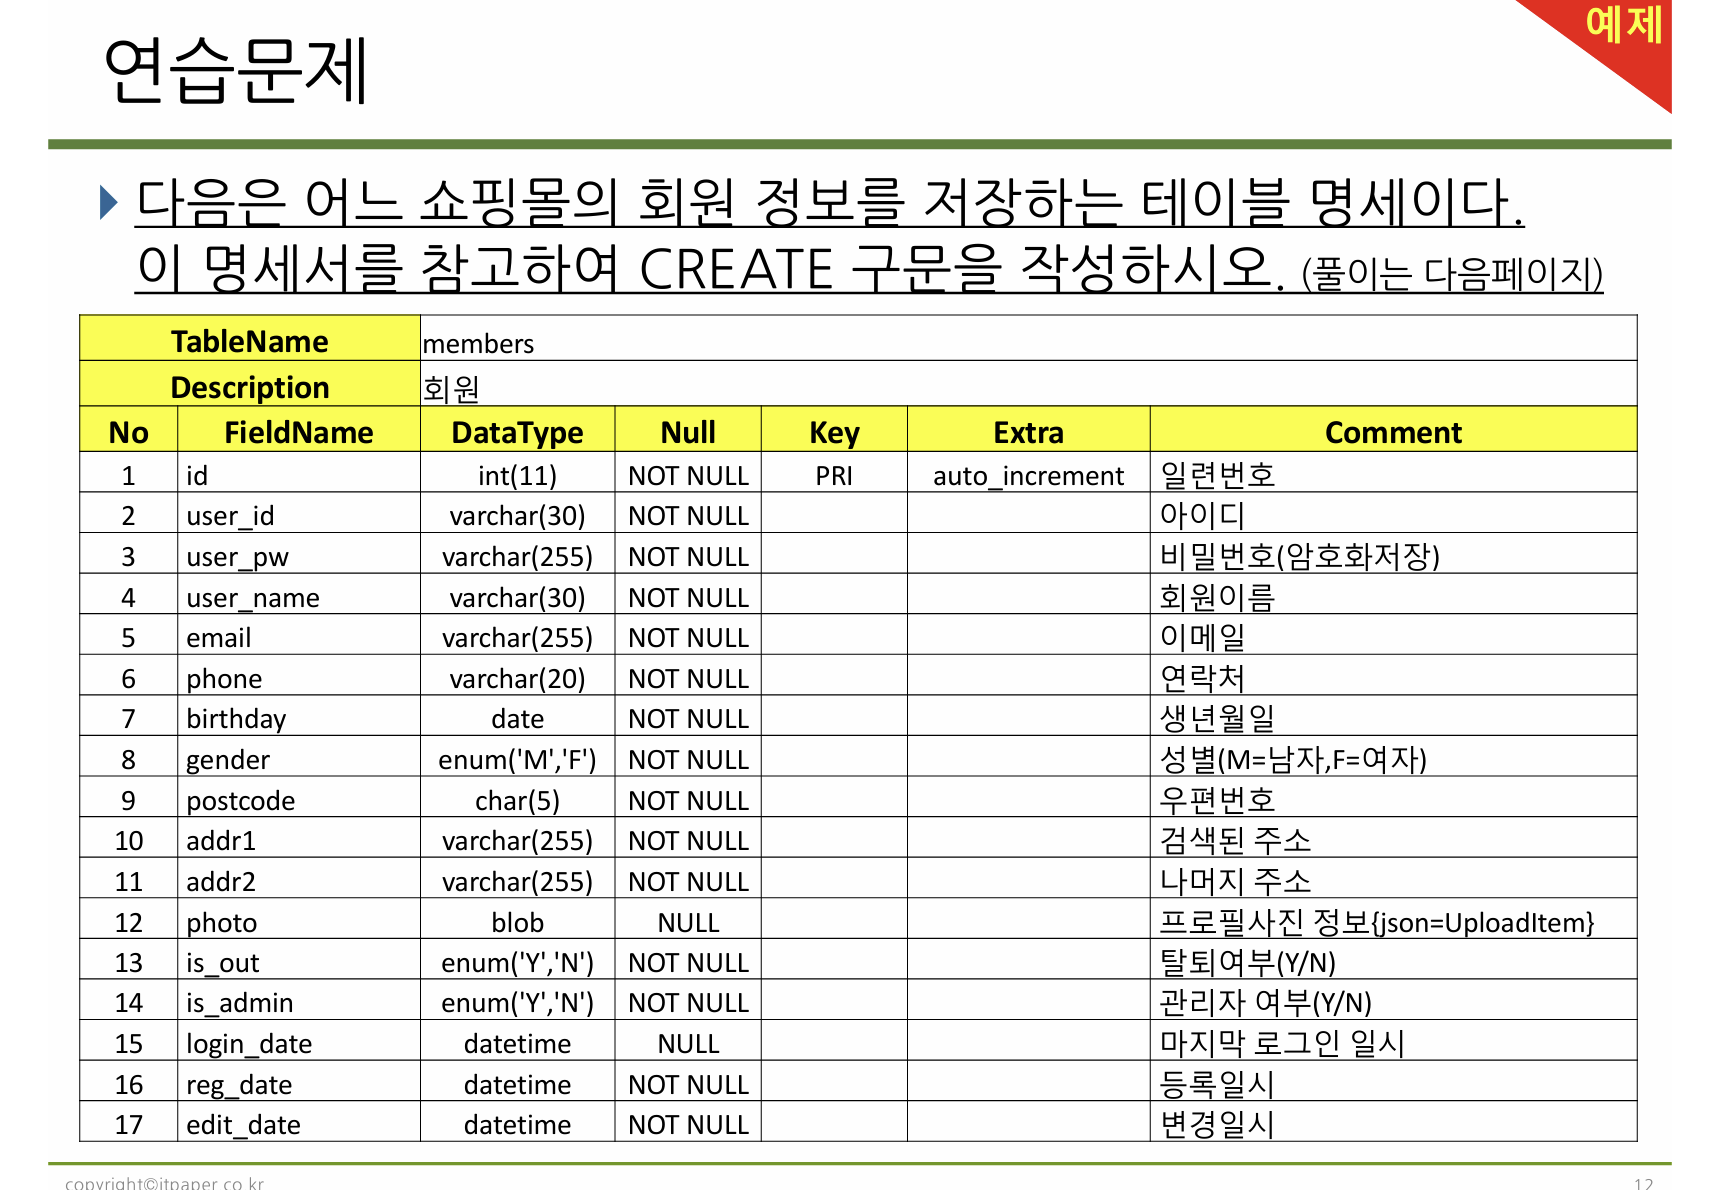 예제
연습문제
다음은 어느 쇼핑몰의 회원 정보를 저장하는 테이블 명세이다.
이 명세서를 참고하여 CREATE 구문을 작성하시오. (풀이는 다음페이지)
TableName members
Description 회원
No FieldName DataType Null Key Extra Comment
1 id int(11) NOT NULL PRI auto_increment 일련번호
2 user_id varchar(30) NOT NULL 아이디
3 user_pw varchar(255) NOT NULL 비밀번호(암호화저장)
4 user_name varchar(30) NOT NULL 회원이름
5 email varchar(255) NOT NULL 이메일
6 phone varchar(20) NOT NULL 연락처
7 birthday date NOT NULL 생년월일
8 gender enum('M','F') NOT NULL 성별(M=남자,F=여자)
9 postcode char(5) NOT NULL 우편번호
10 addr1 varchar(255) NOT NULL 검색된 주소
11 addr2 varchar(255) NOT NULL 나머지 주소
12 photo blob NULL 프로필사진 정보{json=UploadItem}
13 is_out enum('Y','N') NOT NULL 탈퇴여부(Y/N)
14 is_admin enum('Y','N') NOT NULL 관리자 여부(Y/N)
15 login_date datetime NULL 마지막 로그인 일시
16 reg_date datetime NOT NULL 등록일시
17 edit_date datetime NOT NULL 변경일시
copyright©itpaper.co.kr 12